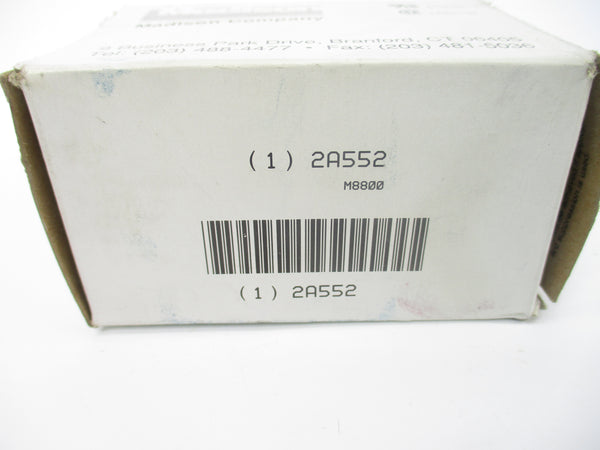 Madison Company
9 Business Park Drive, Branford, CT 06405
Tel: (203) 488-4477 • Fax: (203) 481-5036
(1) 2A552
M8800
(1) 2A552